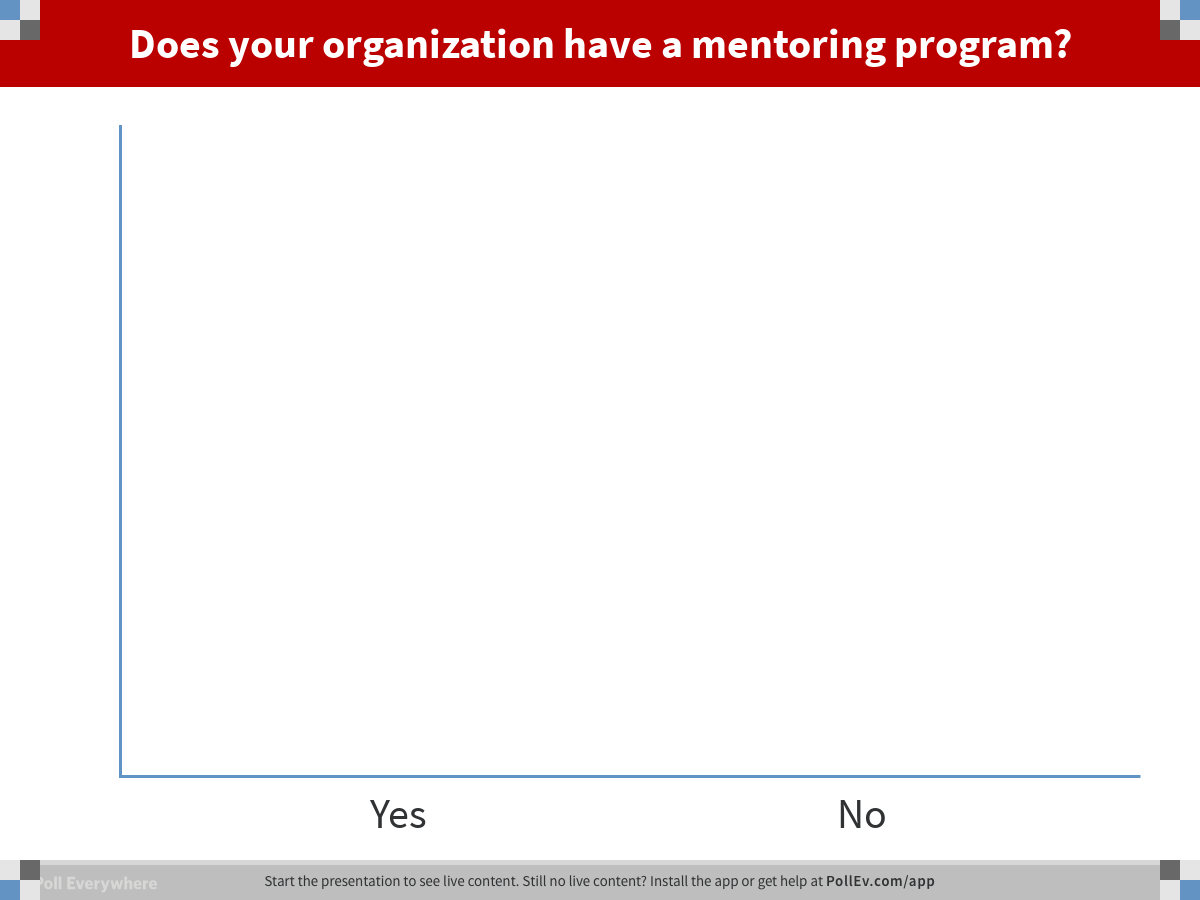 Does your organization have a mentoring program?
Yes No
Poll Everywhere
Start the presentation to see live content. Still no live content? Install the app or get help at PollEv.com/app